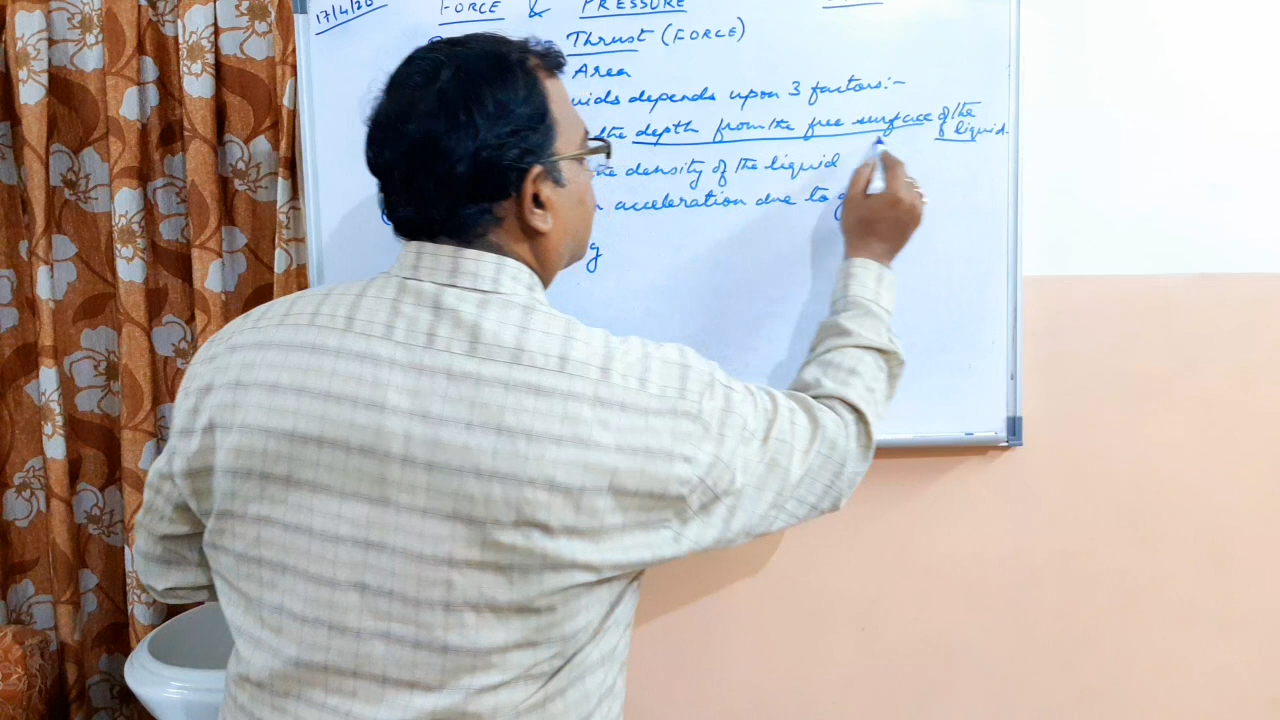 17/4/20 FORCE & PRESSURE
Thrust (FORCE)
Area
uids depends upon 3 factors:-
the depth from the free surface of the liquid.
he density of the liquid
n acceleration due to g
g